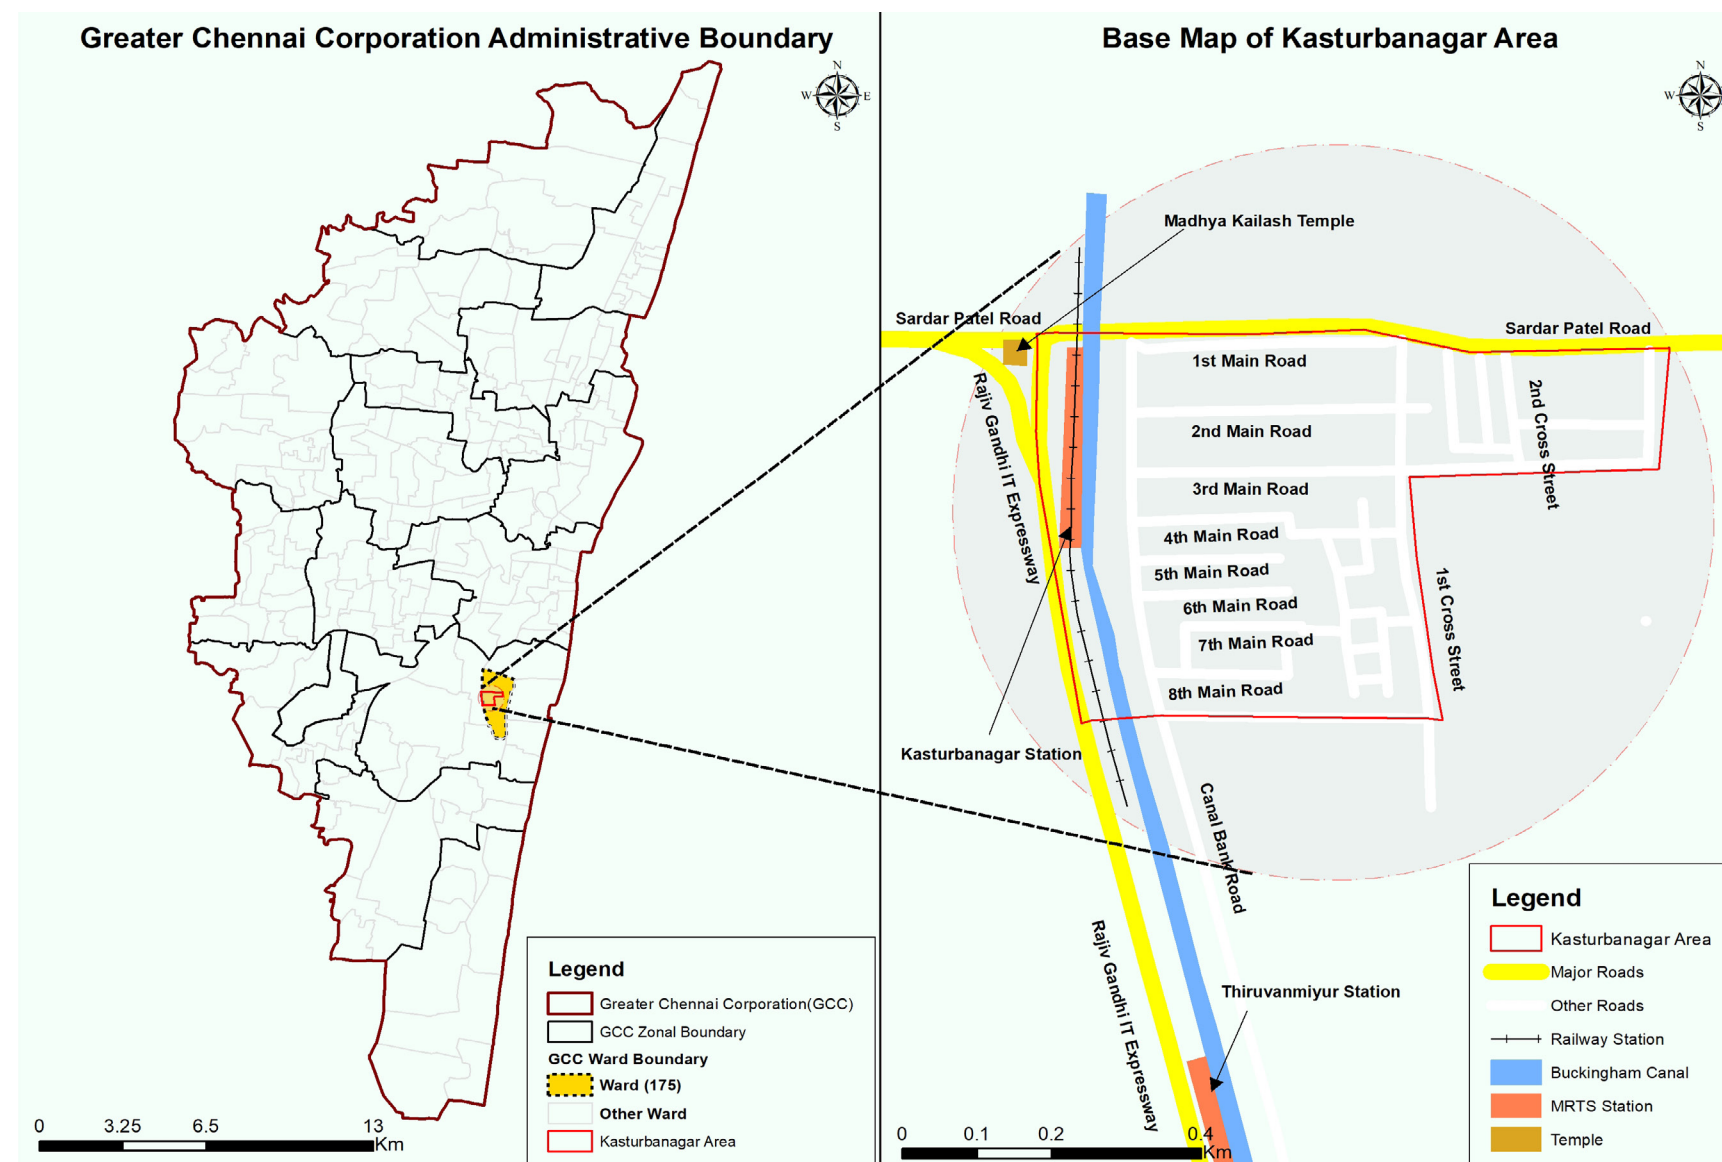 Greater Chennai Corporation Administrative Boundary
N
W
E
S
Legend
Greater Chennai Corporation(GCC)
GCC Zonal Boundary
GCC Ward Boundary
Ward (175)
Other Ward
Kasturbanagar Area
0 3.25 6.5 13
Km
Base Map of Kasturbanagar Area
N
W
S
Madhya Kailash Temple
Sardar Patel Road
Sardar Patel Road
1st Main Road
2nd Main Road
3rd Main Road
4th Main Road
5th Main Road
6th Main Road
7th Main Road
8th Main Road
2nd Cross Street
1st Cross Street
Rajiv Gandhi IT Expressway
Kasturbanagar Station
Canal Bank Road
Rajiv Gandhi IT Expressway
Thiruvanmiyur Station
0 0.1 0.2 0.4
Km
Legend
Kasturbanagar Area
Major Roads
Other Roads
Railway Station
Buckingham Canal
MRTS Station
Temple